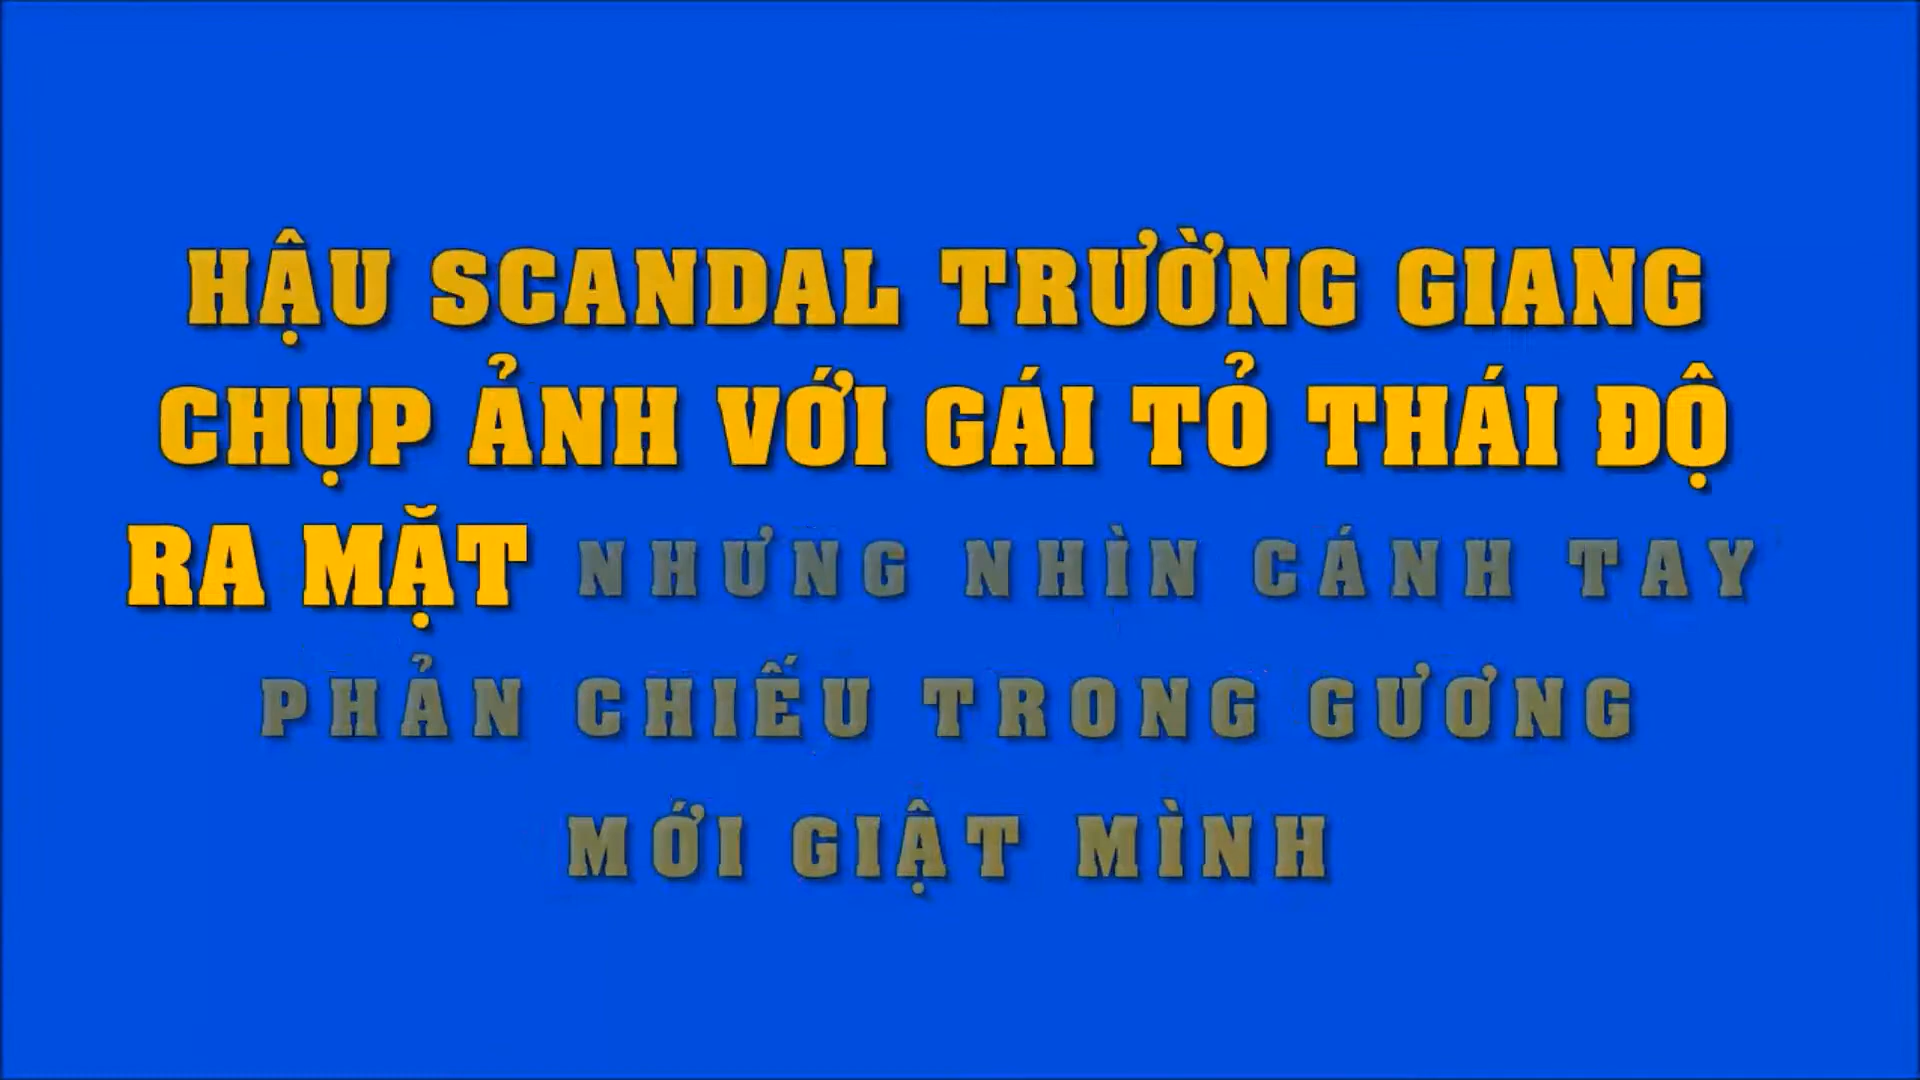 HẬU SCANDAL TRƯỜNG GIANG
CHỤP ẢNH VỚI GÁI TỎ THÁI ĐỘ
RA MẶT NHƯNG NHÌN CÁNH TAY
PHẢN CHIẾU TRONG GƯƠNG
MỚI GIẬT MÌNH